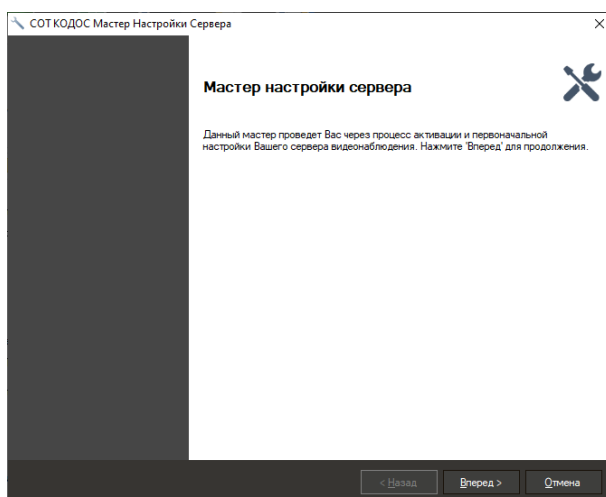 СОТ КОДОС Мастер Настройки Сервера
Мастер настройки сервера
Данный мастер проведет Вас через процесс активации и первоначальной
настройки Вашего сервера видеонаблюдения. Нажмите 'Вперед' для продолжения.
< Назад Вперед > Отмена